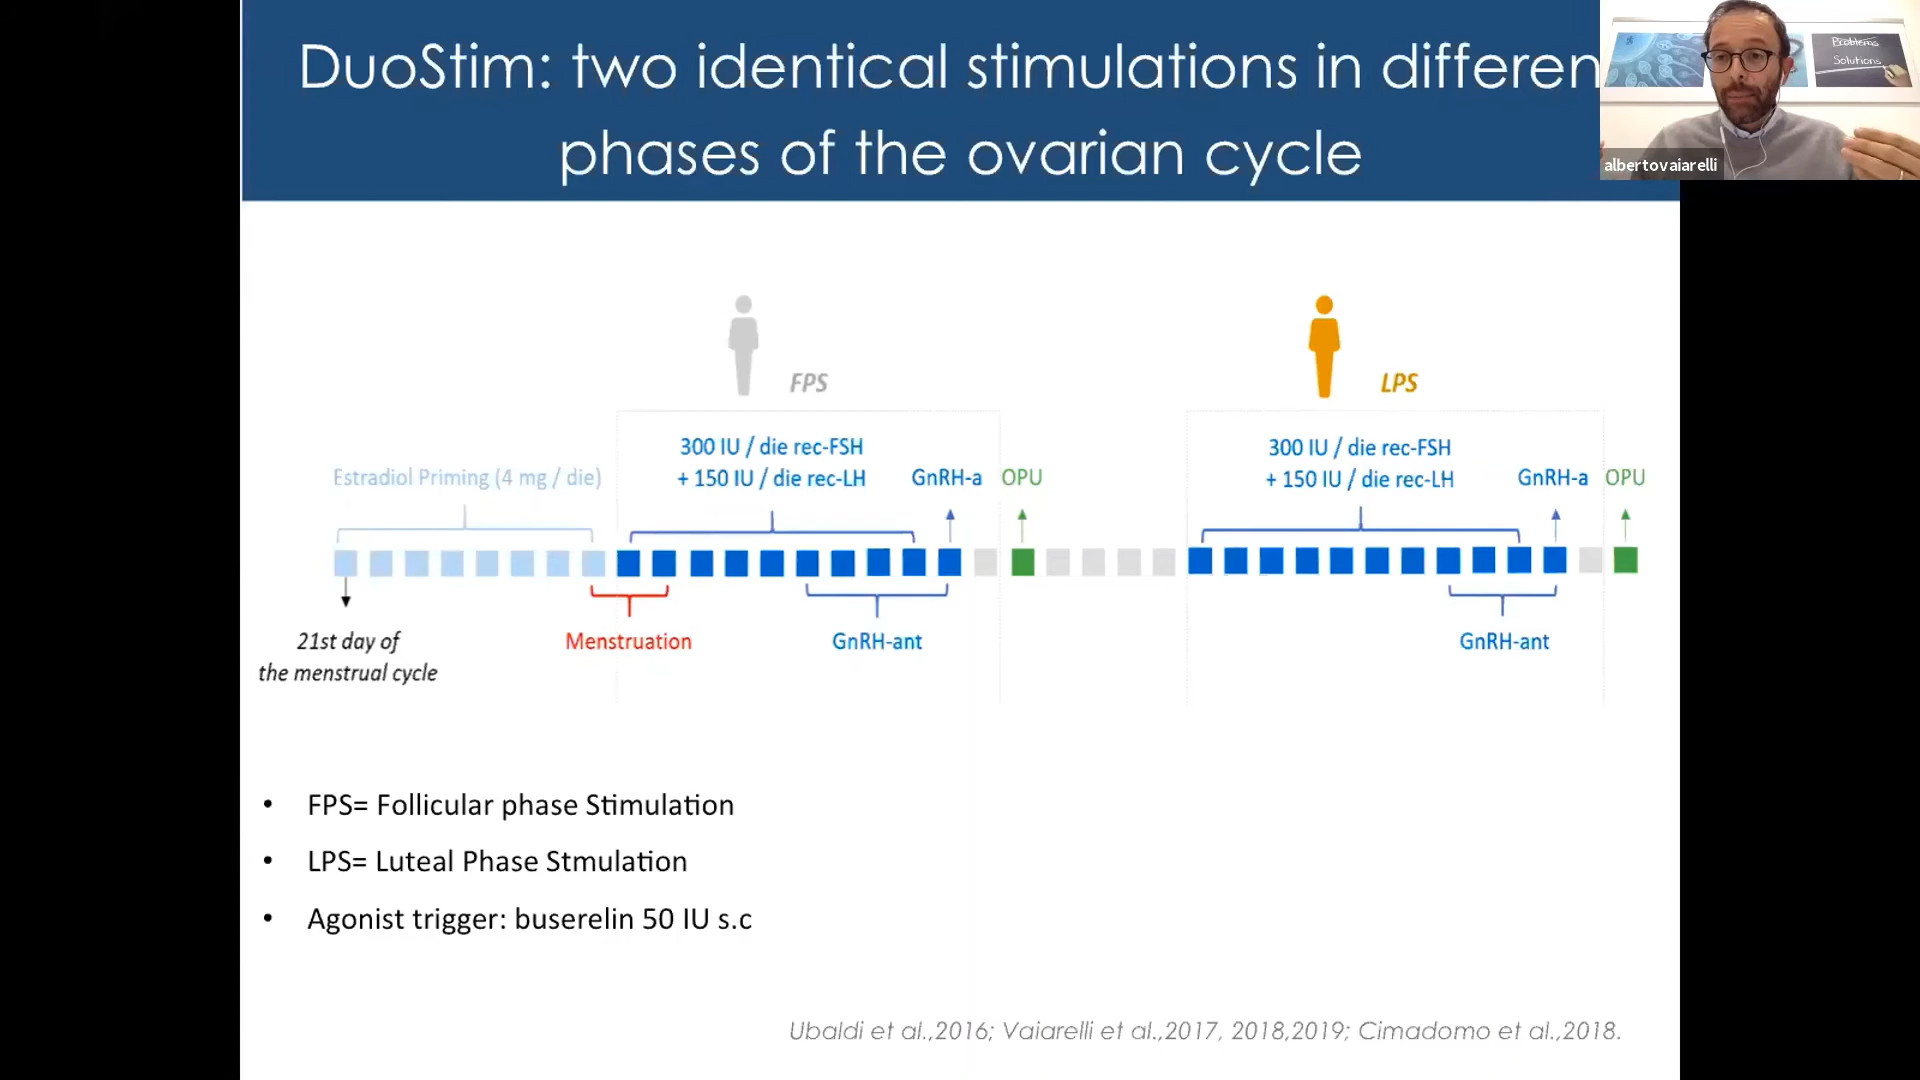 DuoStim: two identical stimulations in differen
phases of the ovarian cycle
Problems
Solutions
albertovaiarelli
FPS
LPS
300 IU / die rec-FSH
+ 150 IU / die rec-LH
GnRH-a
OPU
300 IU / die rec-FSH
+ 150 IU / die rec-LH
GnRH-a
OPU
Estradiol Priming (4 mg / die)
21st day of
the menstrual cycle
Menstruation
GnRH-ant
GnRH-ant
• FPS= Follicular phase Stimulation
• LPS= Luteal Phase Stmulation
• Agonist trigger: buserelin 50 IU s.c
Ubaldi et al.,2016; Vaiarelli et al.,2017, 2018,2019; Cimadomo et al.,2018.